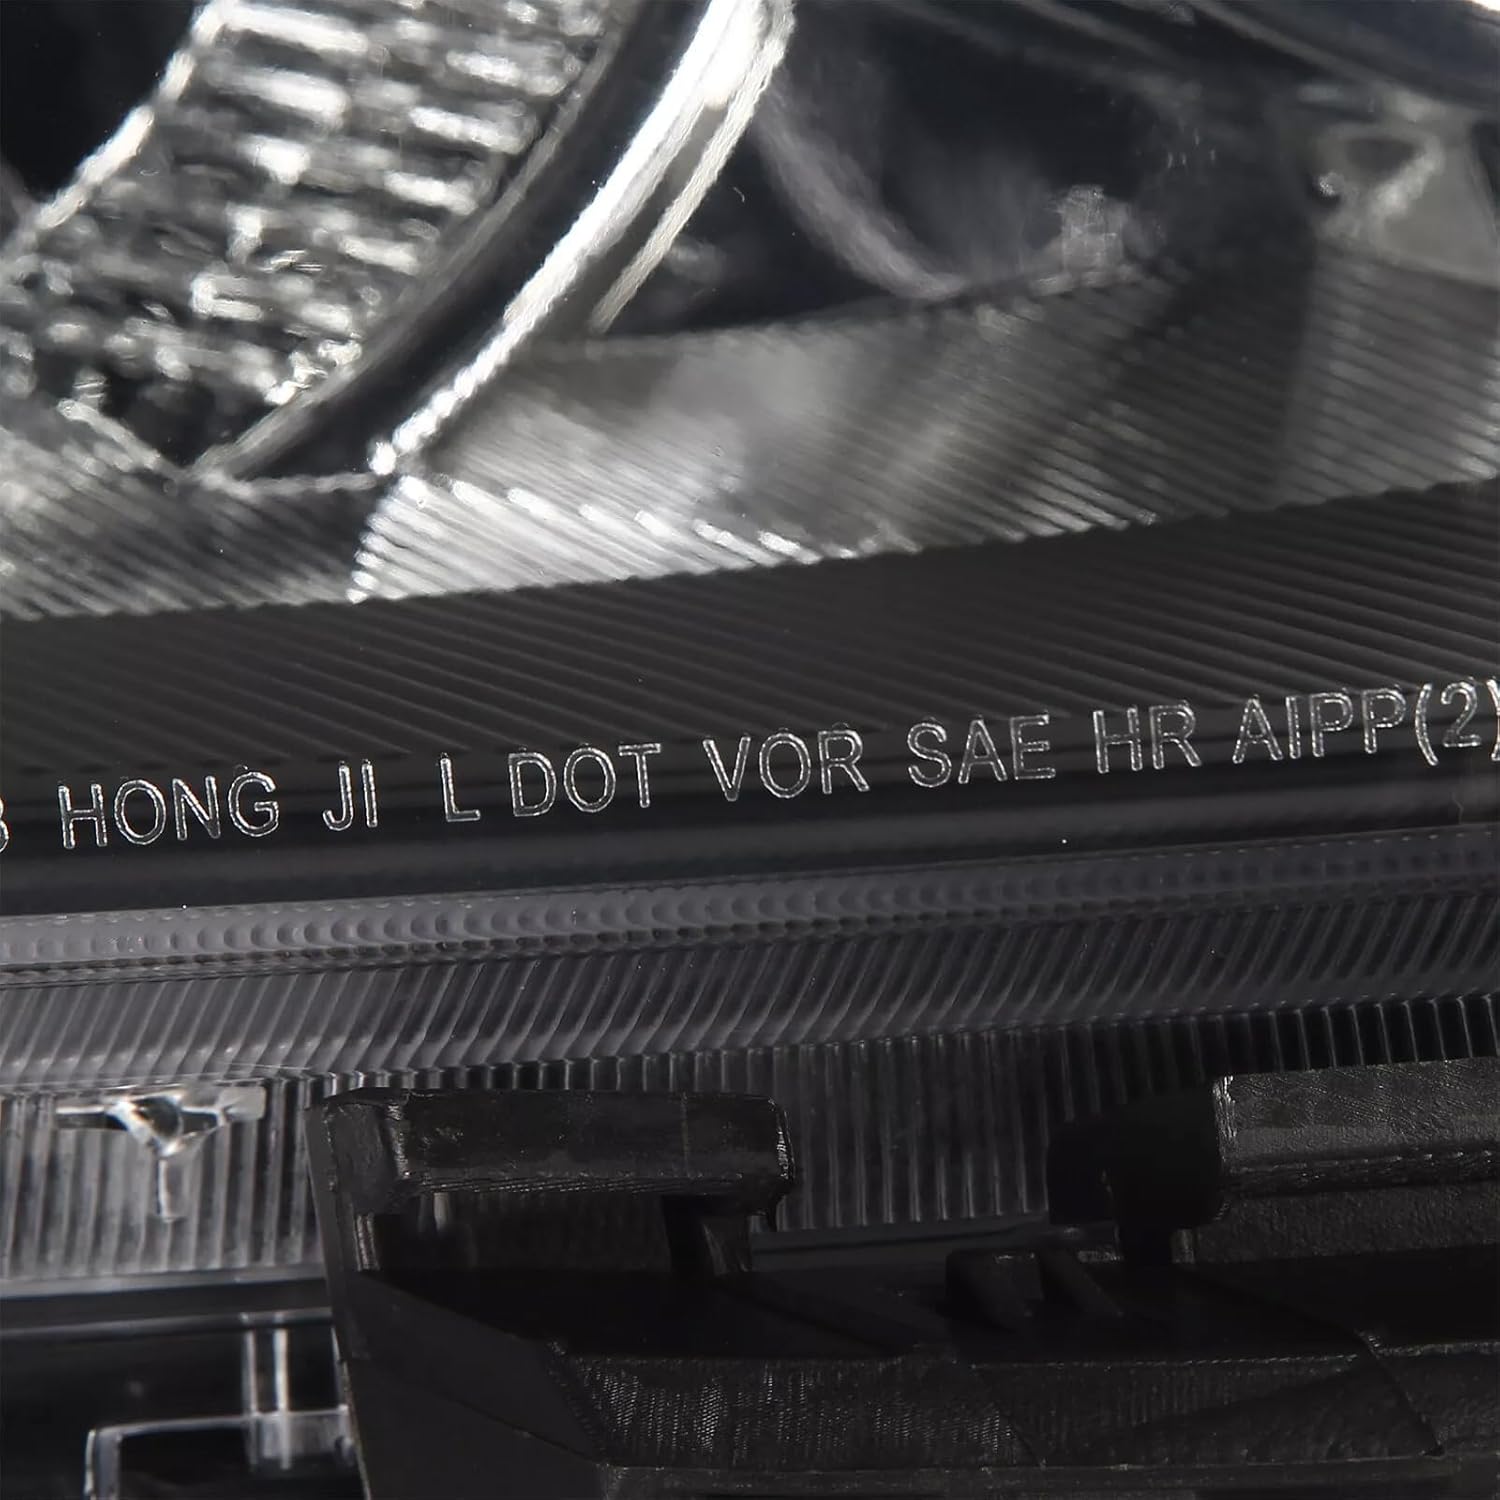 HONG JI L DOT VOR SAE HR AIPP(2)